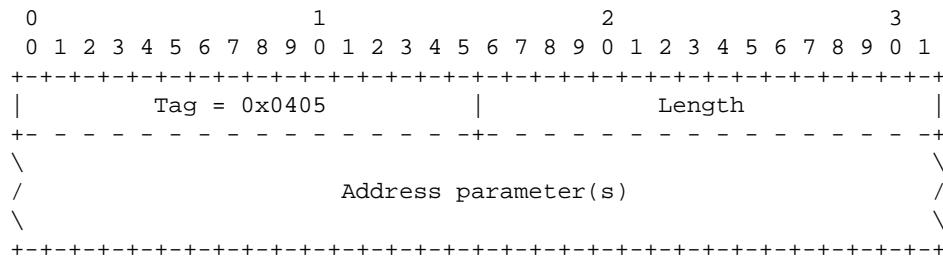 0                   1                   2                   3
 0 1 2 3 4 5 6 7 8 9 0 1 2 3 4 5 6 7 8 9 0 1 2 3 4 5 6 7 8 9 0 1
+-+-+-+-+-+-+-+-+-+-+-+-+-+-+-+-+-+-+-+-+-+-+-+-+-+-+-+-+-+-+-+-+
|         Tag = 0x0405          |            Length             |
+- - - - - - - - - - - - - - - -+- - - - - - - - - - - - - - - -+
\                                                               \
/                      Address parameter(s)                     /
\                                                               \
+-+-+-+-+-+-+-+-+-+-+-+-+-+-+-+-+-+-+-+-+-+-+-+-+-+-+-+-+-+-+-+-+